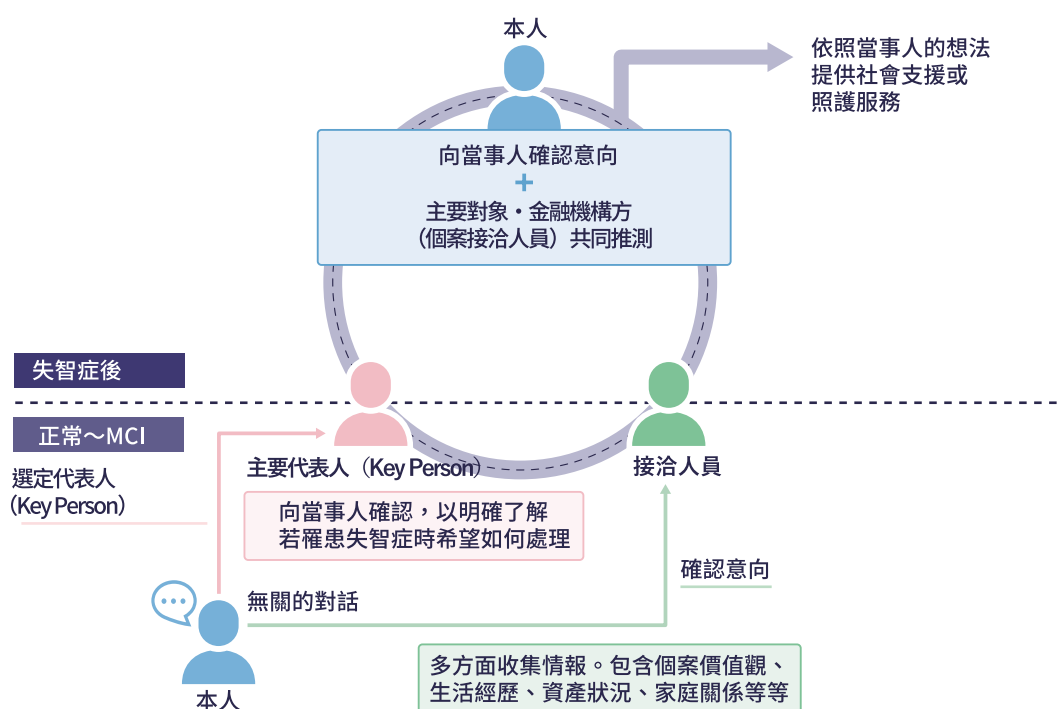 本人
依照當事人的想法
提供社會支援或
照護服務
向當事人確認意向
+
主要對象・金融機構方
（個案接洽人員）共同推測
失智症後
正常～MCI
選定代表人
（Key Person）
主要代表人（Key Person）
接洽人員
向當事人確認，以明確了解
若罹患失智症時希望如何處理
確認意向
無關的對話
多方面收集情報。包含個案價值觀、
生活經歷、資產狀況、家庭關係等等
本人